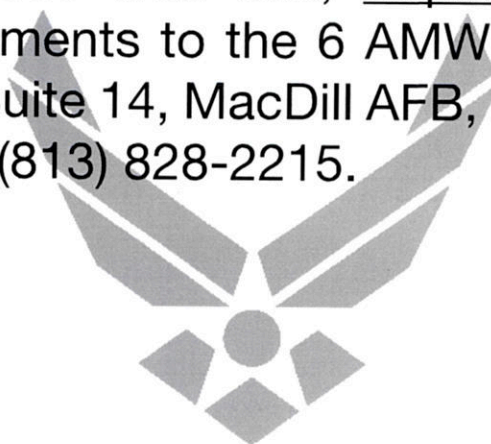 ments to the 6 AMW
uite 14, MacDill AFB,
(813) 828-2215.